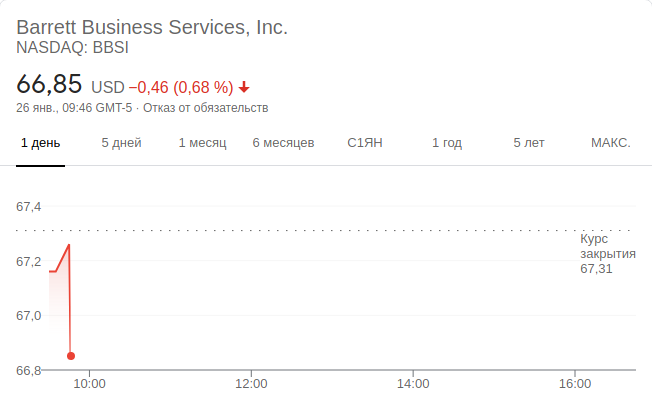 Barrett Business Services, Inc.
NASDAQ: BBSI
66,85 USD −0,46 (0,68 %)
26 янв., 09:46 GMT-5 · Отказ от обязательств
1 день 5 дней 1 месяц 6 месяцев С1ЯН 1 год 5 лет МАКС.
67,4
Курс
закрытия
67,31
67,2
67,0
66,8
10:00 12:00 14:00 16:00